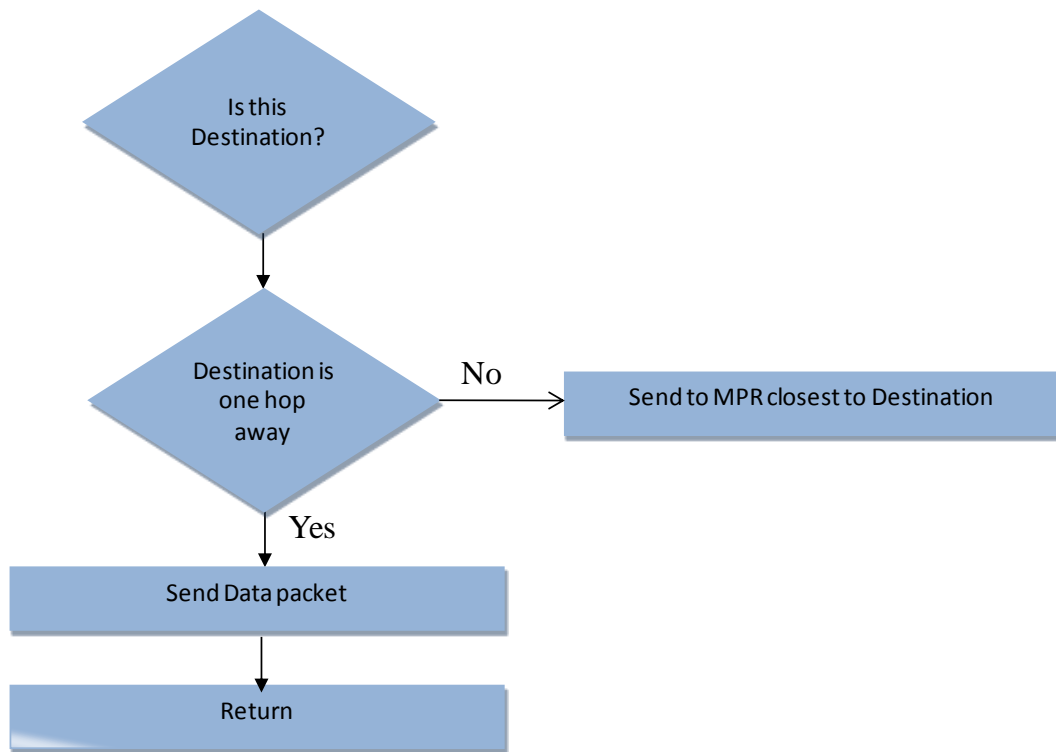 Is this
Destination?
Destination is
one hop
away
No
Send to MPR closest to Destination
Yes
Send Data packet
Return